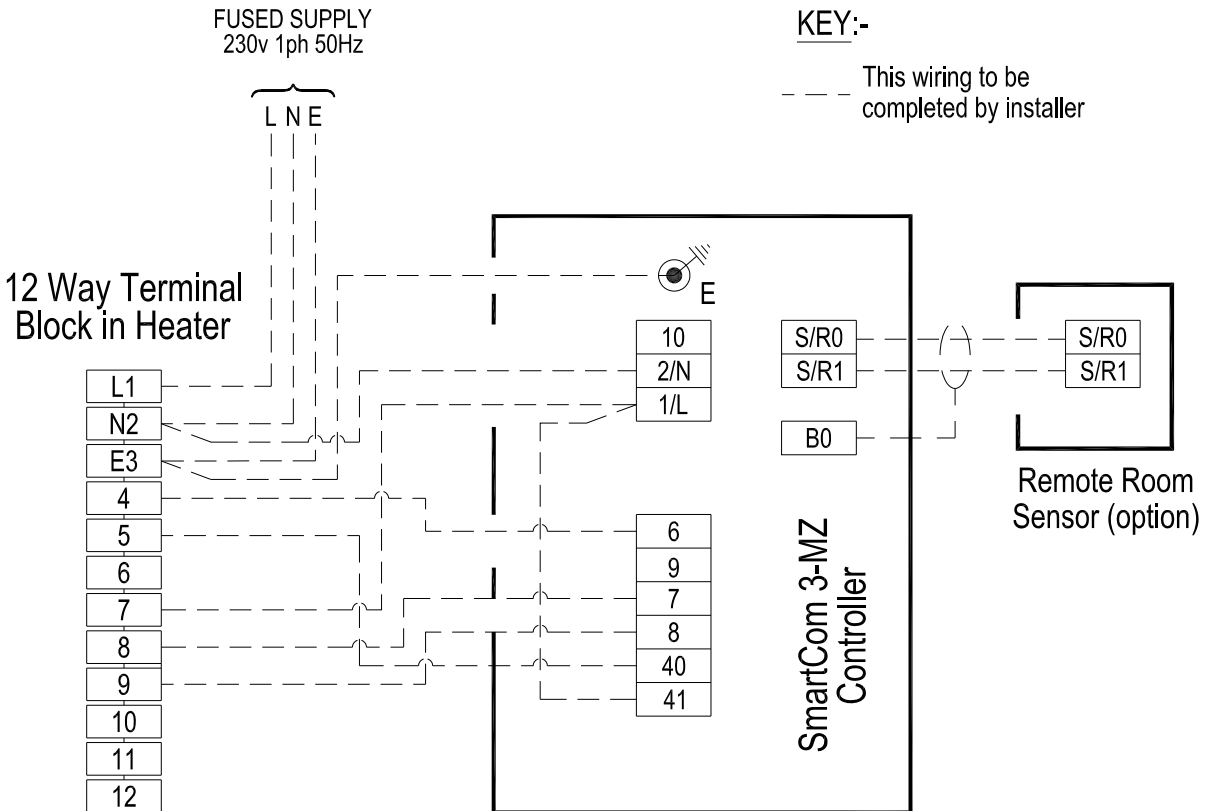 FUSED SUPPLY
230v 1ph 50Hz
L N E
KEY:-
This wiring to be
completed by installer
12 Way Terminal
Block in Heater
L1
N2
E3
4
5
6
7
8
9
10
11
12
E
10
2/N
1/L
6
9
7
8
40
41
S/R0
S/R1
B0
SmartCom 3-MZ
Controller
S/R0
S/R1
Remote Room
Sensor (option)